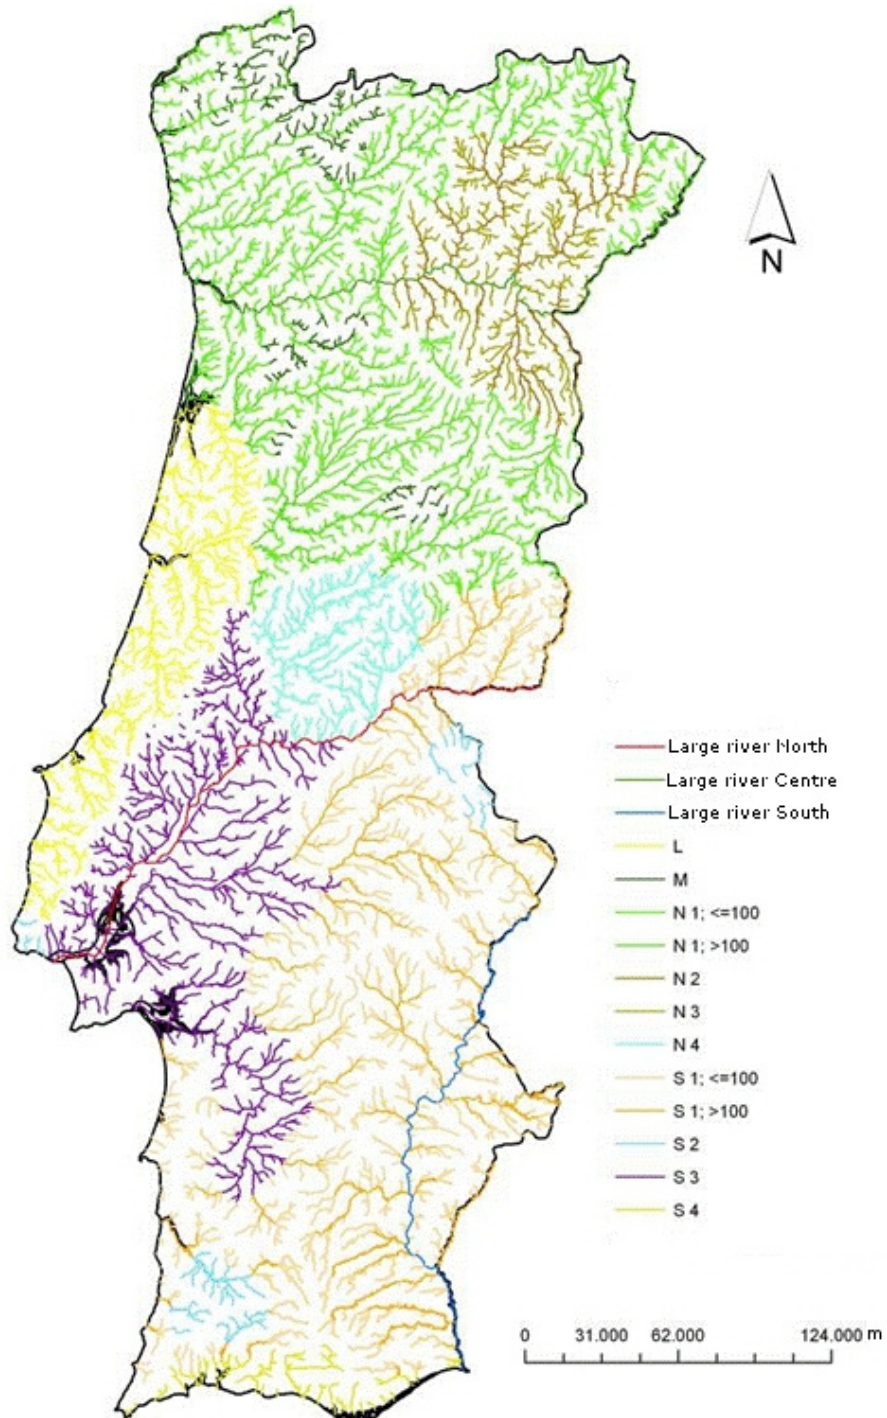 N
Large river North
Large river Centre
Large river South
L
M
N 1; <=100
N 1; >100
N 2
N 3
N 4
S 1; <=100
S 1; >100
S 2
S 3
S 4
0 31.000 62.000 124.000 m